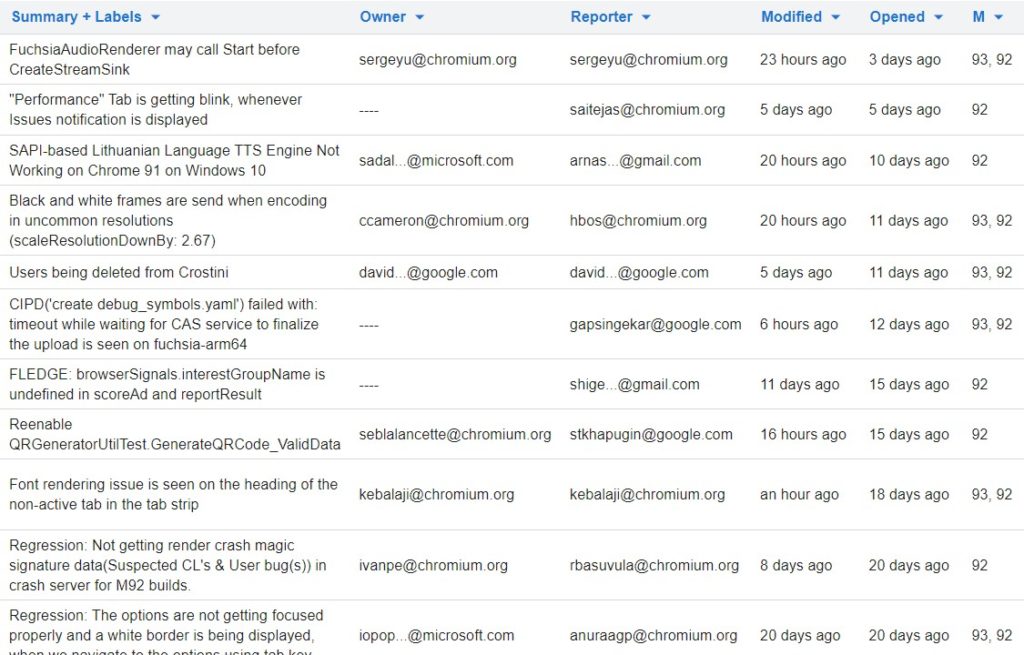 Summary + Labels Owner Reporter Modified Opened M
FuchsiaAudioRenderer may call Start before
CreateStreamSink
sergeyu@chromium.org sergeyu@chromium.org 23 hours ago 3 days ago 93, 92
"Performance" Tab is getting blink, whenever
Issues notification is displayed
---- saitejas@chromium.org 5 days ago 5 days ago 92
SAPI-based Lithuanian Language TTS Engine Not
Working on Chrome 91 on Windows 10
sadal...@microsoft.com arnas...@gmail.com 20 hours ago 10 days ago 92
Black and white frames are send when encoding
in uncommon resolutions
(scaleResolutionDownBy: 2.67)
ccameron@chromium.org hbos@chromium.org 20 hours ago 11 days ago 93, 92
Users being deleted from Crostini david...@google.com david...@google.com 5 days ago 11 days ago 93, 92
CIPD('create debug_symbols.yaml') failed with:
timeout while waiting for CAS service to finalize
the upload is seen on fuchsia-arm64
---- gapsingekar@google.com 6 hours ago 12 days ago 93, 92
FLEDGE: browserSignals.interestGroupName is
undefined in scoreAd and reportResult
---- shige...@gmail.com 11 days ago 15 days ago 92
Reenable
QRGeneratorUtilTest.GenerateQRCode_ValidData
seblalancette@chromium.org stkhapugin@google.com 16 hours ago 15 days ago 92
Font rendering issue is seen on the heading of the
non-active tab in the tab strip
kebalaji@chromium.org kebalaji@chromium.org an hour ago 18 days ago 93, 92
Regression: Not getting render crash magic
signature data(Suspected CL's & User bug(s)) in
crash server for M92 builds.
ivanpe@chromium.org rbasuvula@chromium.org 8 days ago 20 days ago 92
Regression: The options are not getting focused
properly and a white border is being displayed,
when we navigate to the options using tab key
iopop...@microsoft.com anuraagp@chromium.org 20 days ago 20 days ago 93, 92